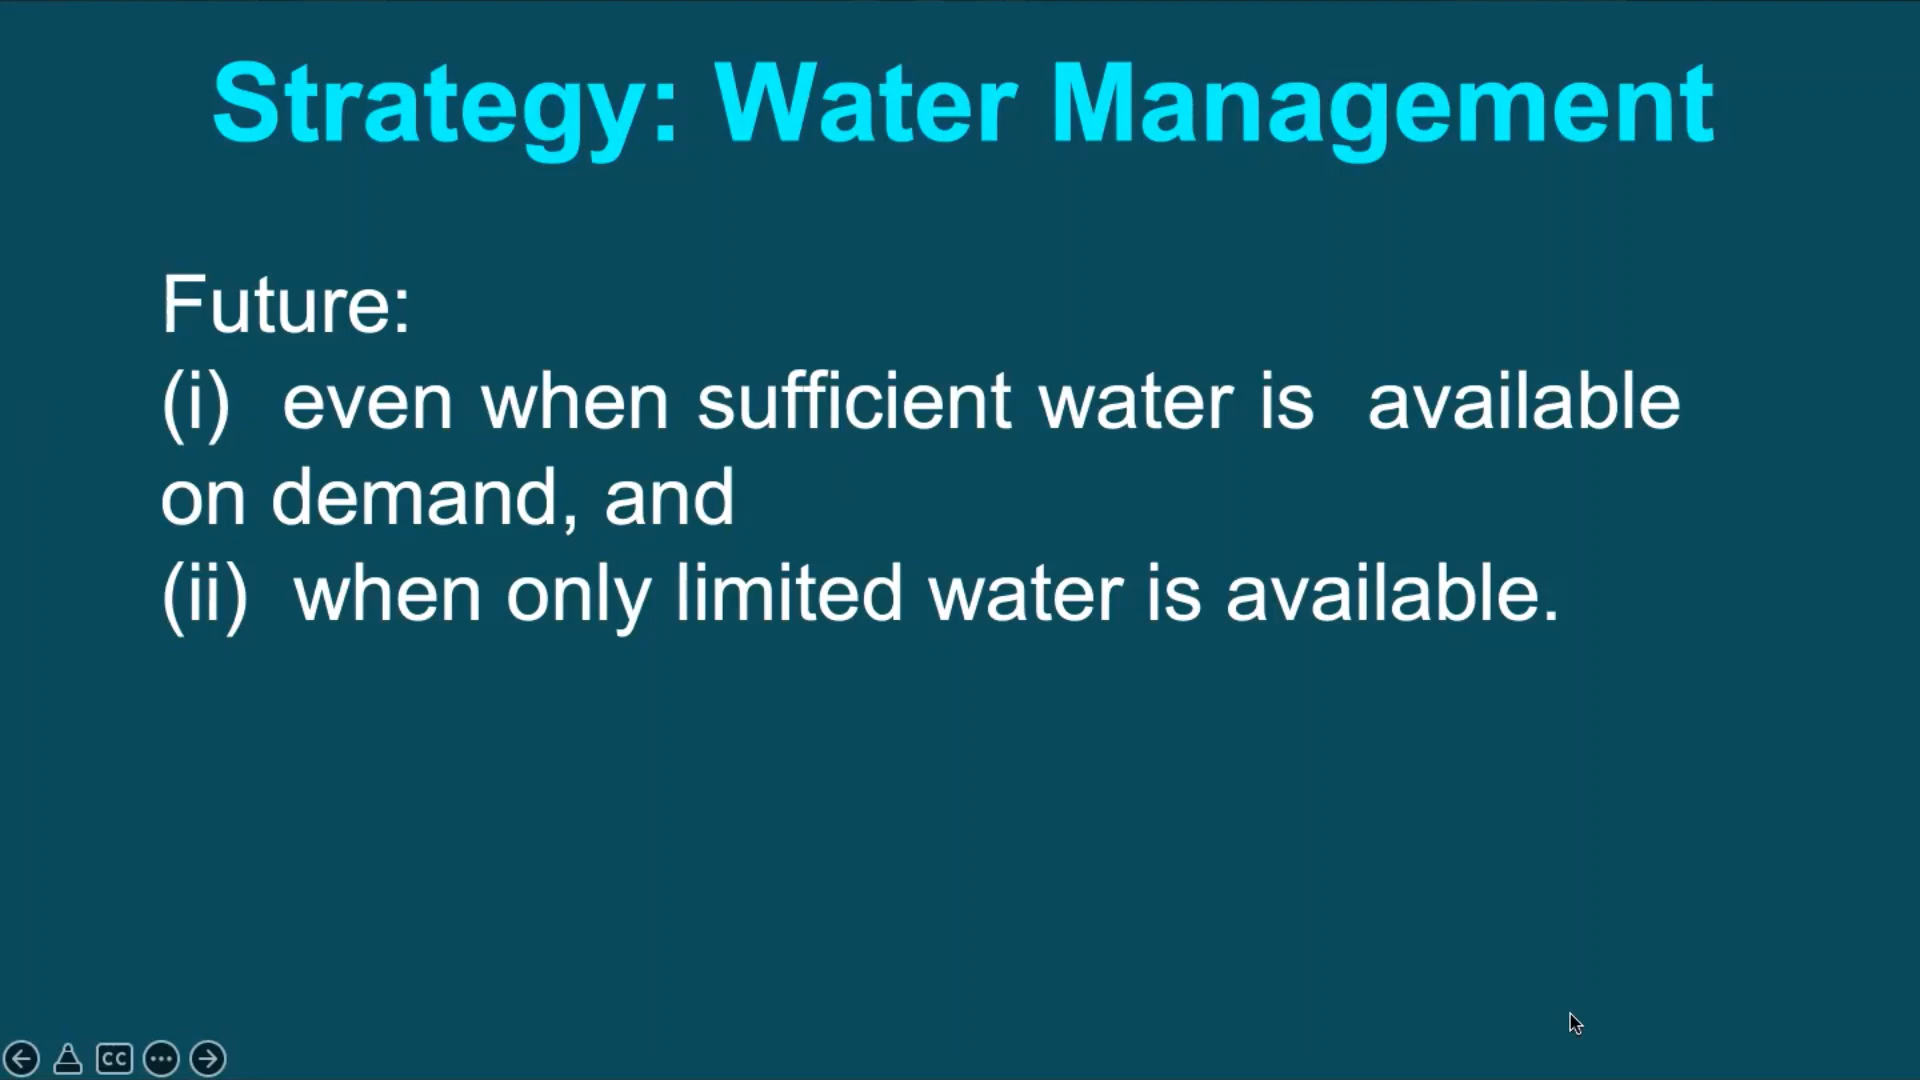 Strategy: Water Management
Future:
(i) even when sufficient water is available
on demand, and
(ii) when only limited water is available.
CC